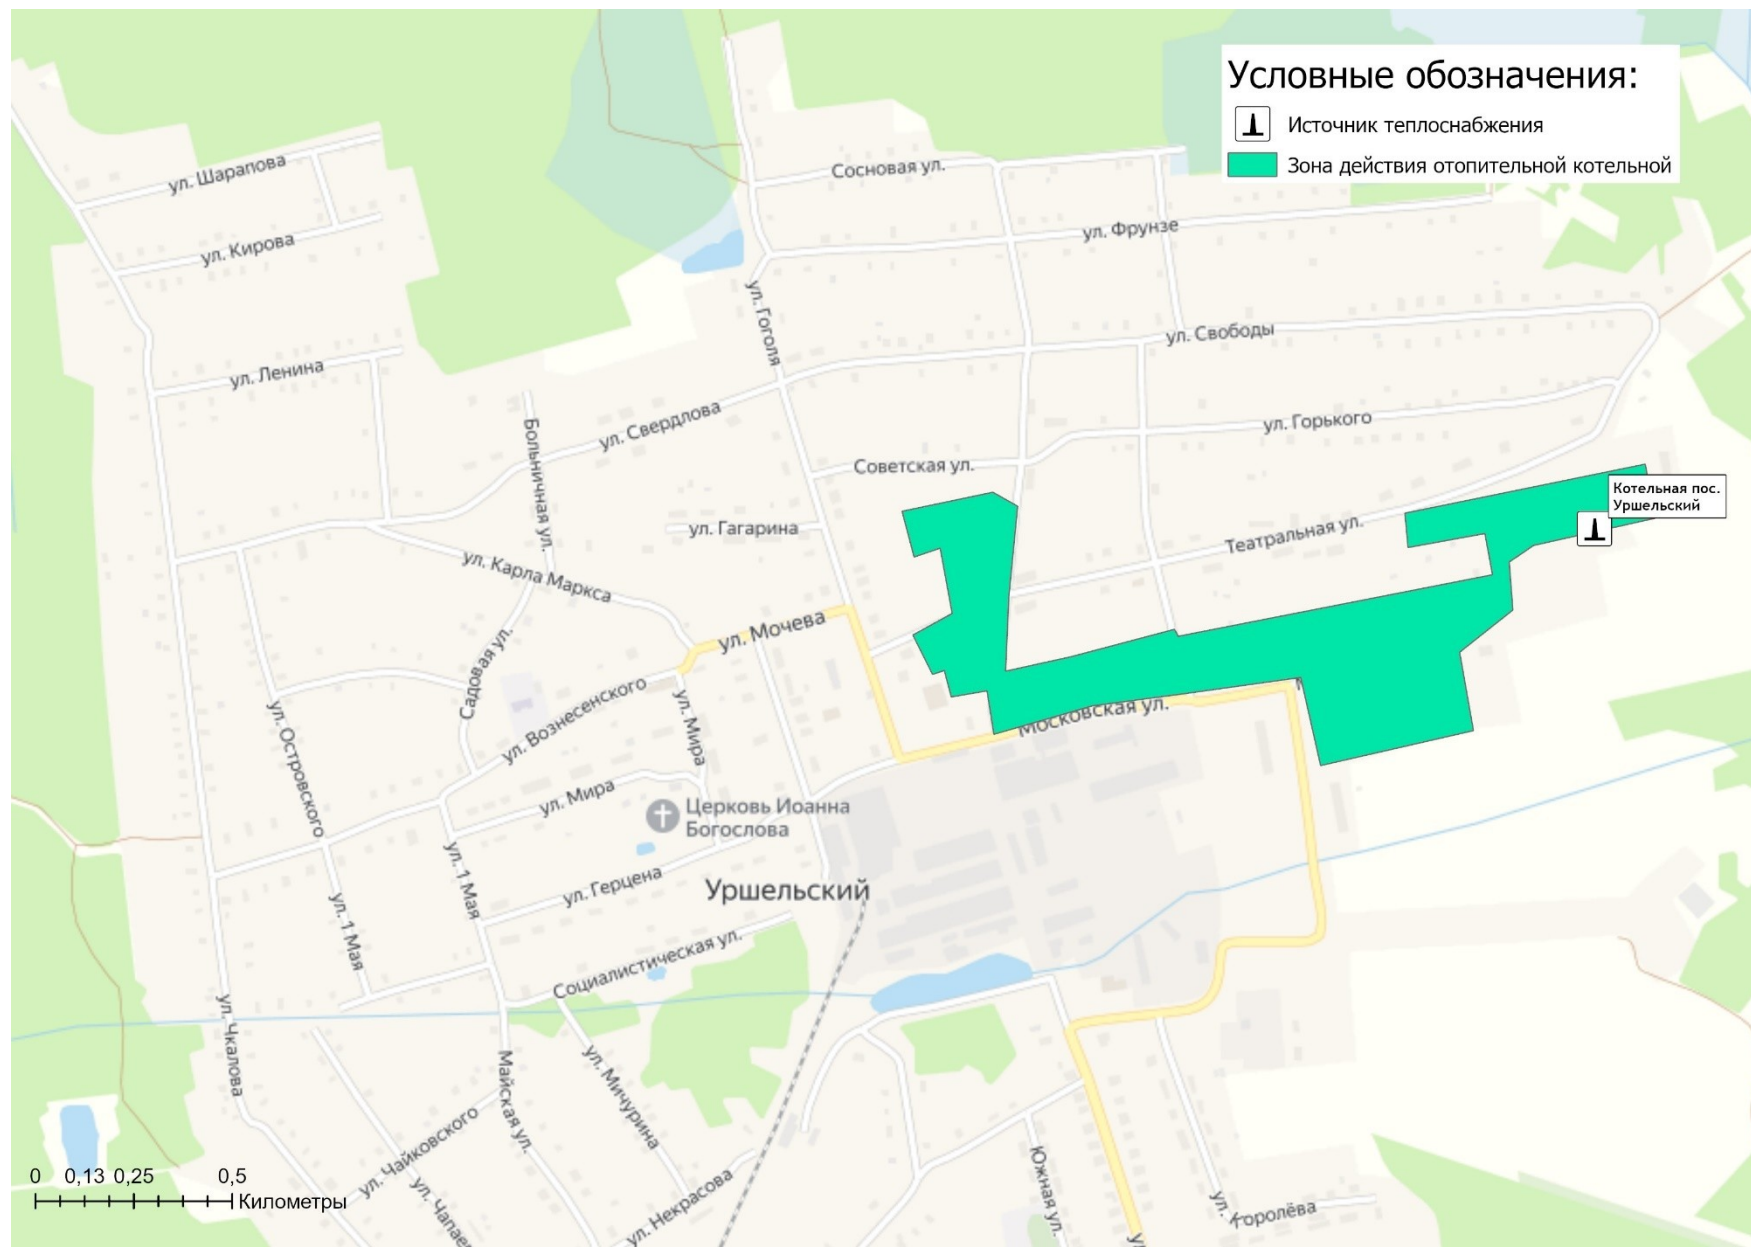 Условные обозначения:
Источник теплоснабжения
Зона действия отопительной котельной
ул. Шарапова
Сосновая ул.
ул. Фрунзе
ул. Кирова
ул. Гоголя
ул. Свободы
ул. Ленина
ул. Свердлова
Больничная ул.
ул. Горького
Советская ул.
Котельная пос.
Уршельский
ул. Гагарина
Театральная ул.
ул. Карла Маркса
ул. Мочева
Садовая ул.
ул. Вознесенского
ул. Мира
Московская ул.
ул. Островского
ул. Мира
Церковь Иоанна
Богослова
ул. 1 Мая
ул. Герцена
Уршельский
ул. 1 Мая
Социалистическая ул.
ул. Чкалова
Майская ул.
ул. Мичурина
ул. Чайковского
ул. Некрасова
Южная ул.
ул. Королёва
0 0,13 0,25 0,5
Километры